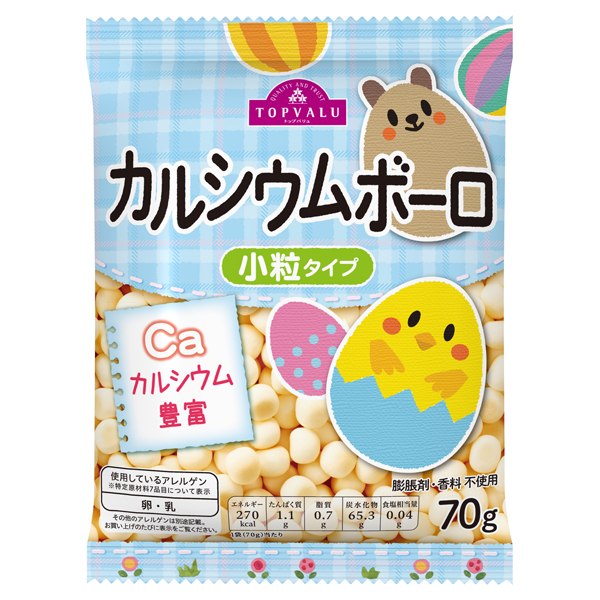 QUALITY AND TRUST
TOPVALU
トップバリュ
カルシウムボーロ
小粒タイプ
Ca
カルシウム
豊富
使用しているアレルゲン
※特定原材料7品目について表示
卵・乳
その他のアレルゲンは別途記載。
お買い上げのたびに表示をご覧ください。
膨脹剤・香料 不使用
エネルギー たんぱく質 脂質 炭水化物 食塩相当量
270 kcal 1.1 g 0.7 g 65.3 g 0.04 g
1袋(70g)当たり
70g